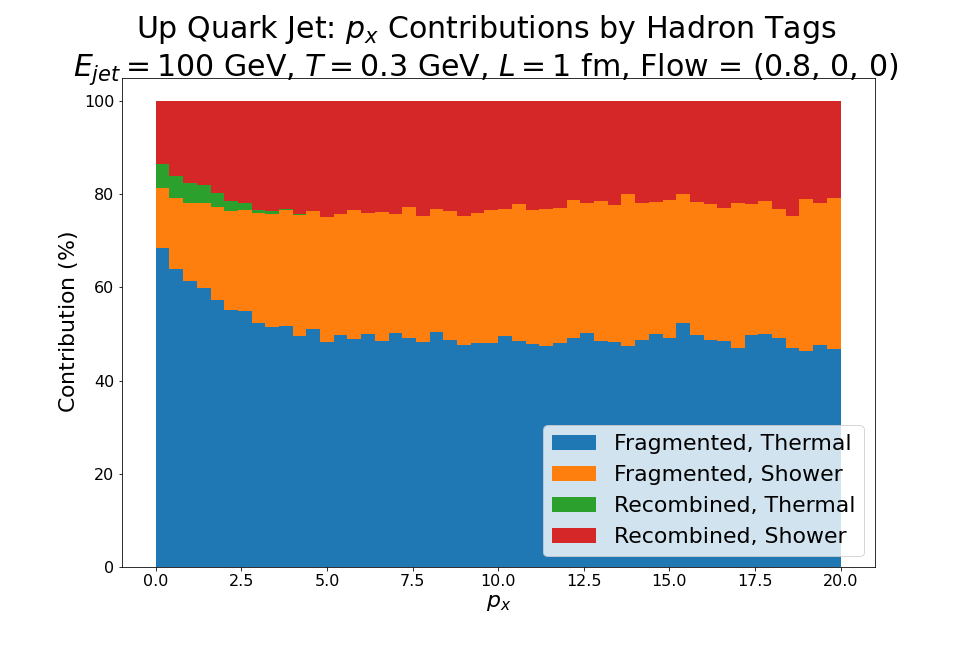 Up Quark Jet: pₓ Contributions by Hadron Tags
E_jet = 100 GeV, T = 0.3 GeV, L = 1 fm, Flow = (0.8, 0, 0)
100
80
60
40
20
0
Contribution (%)
Fragmented, Thermal
Fragmented, Shower
Recombined, Thermal
Recombined, Shower
0.0 2.5 5.0 7.5 10.0 12.5 15.0 17.5 20.0
pₓ